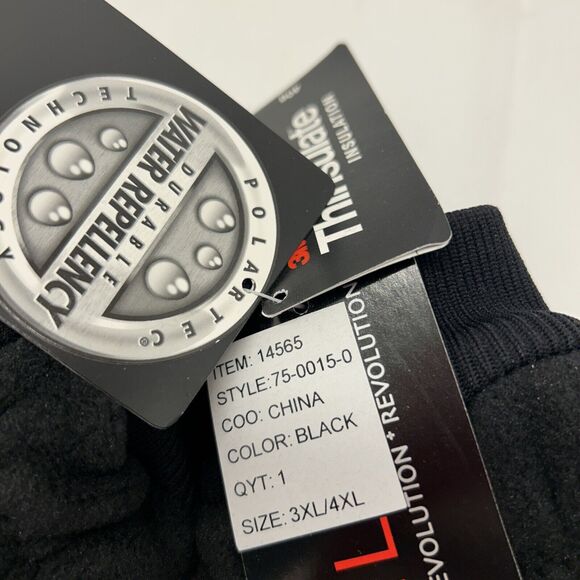 POLARTEC®
DURABLE
WATER REPELLENCY
3M
Thinsulate
INSULATION
ITEM: 14565
STYLE:75-0015-0
COO: CHINA
COLOR: BLACK
QYT: 1
SIZE: 3XL/4XL
REVOLUTION + REVOLUTION
L